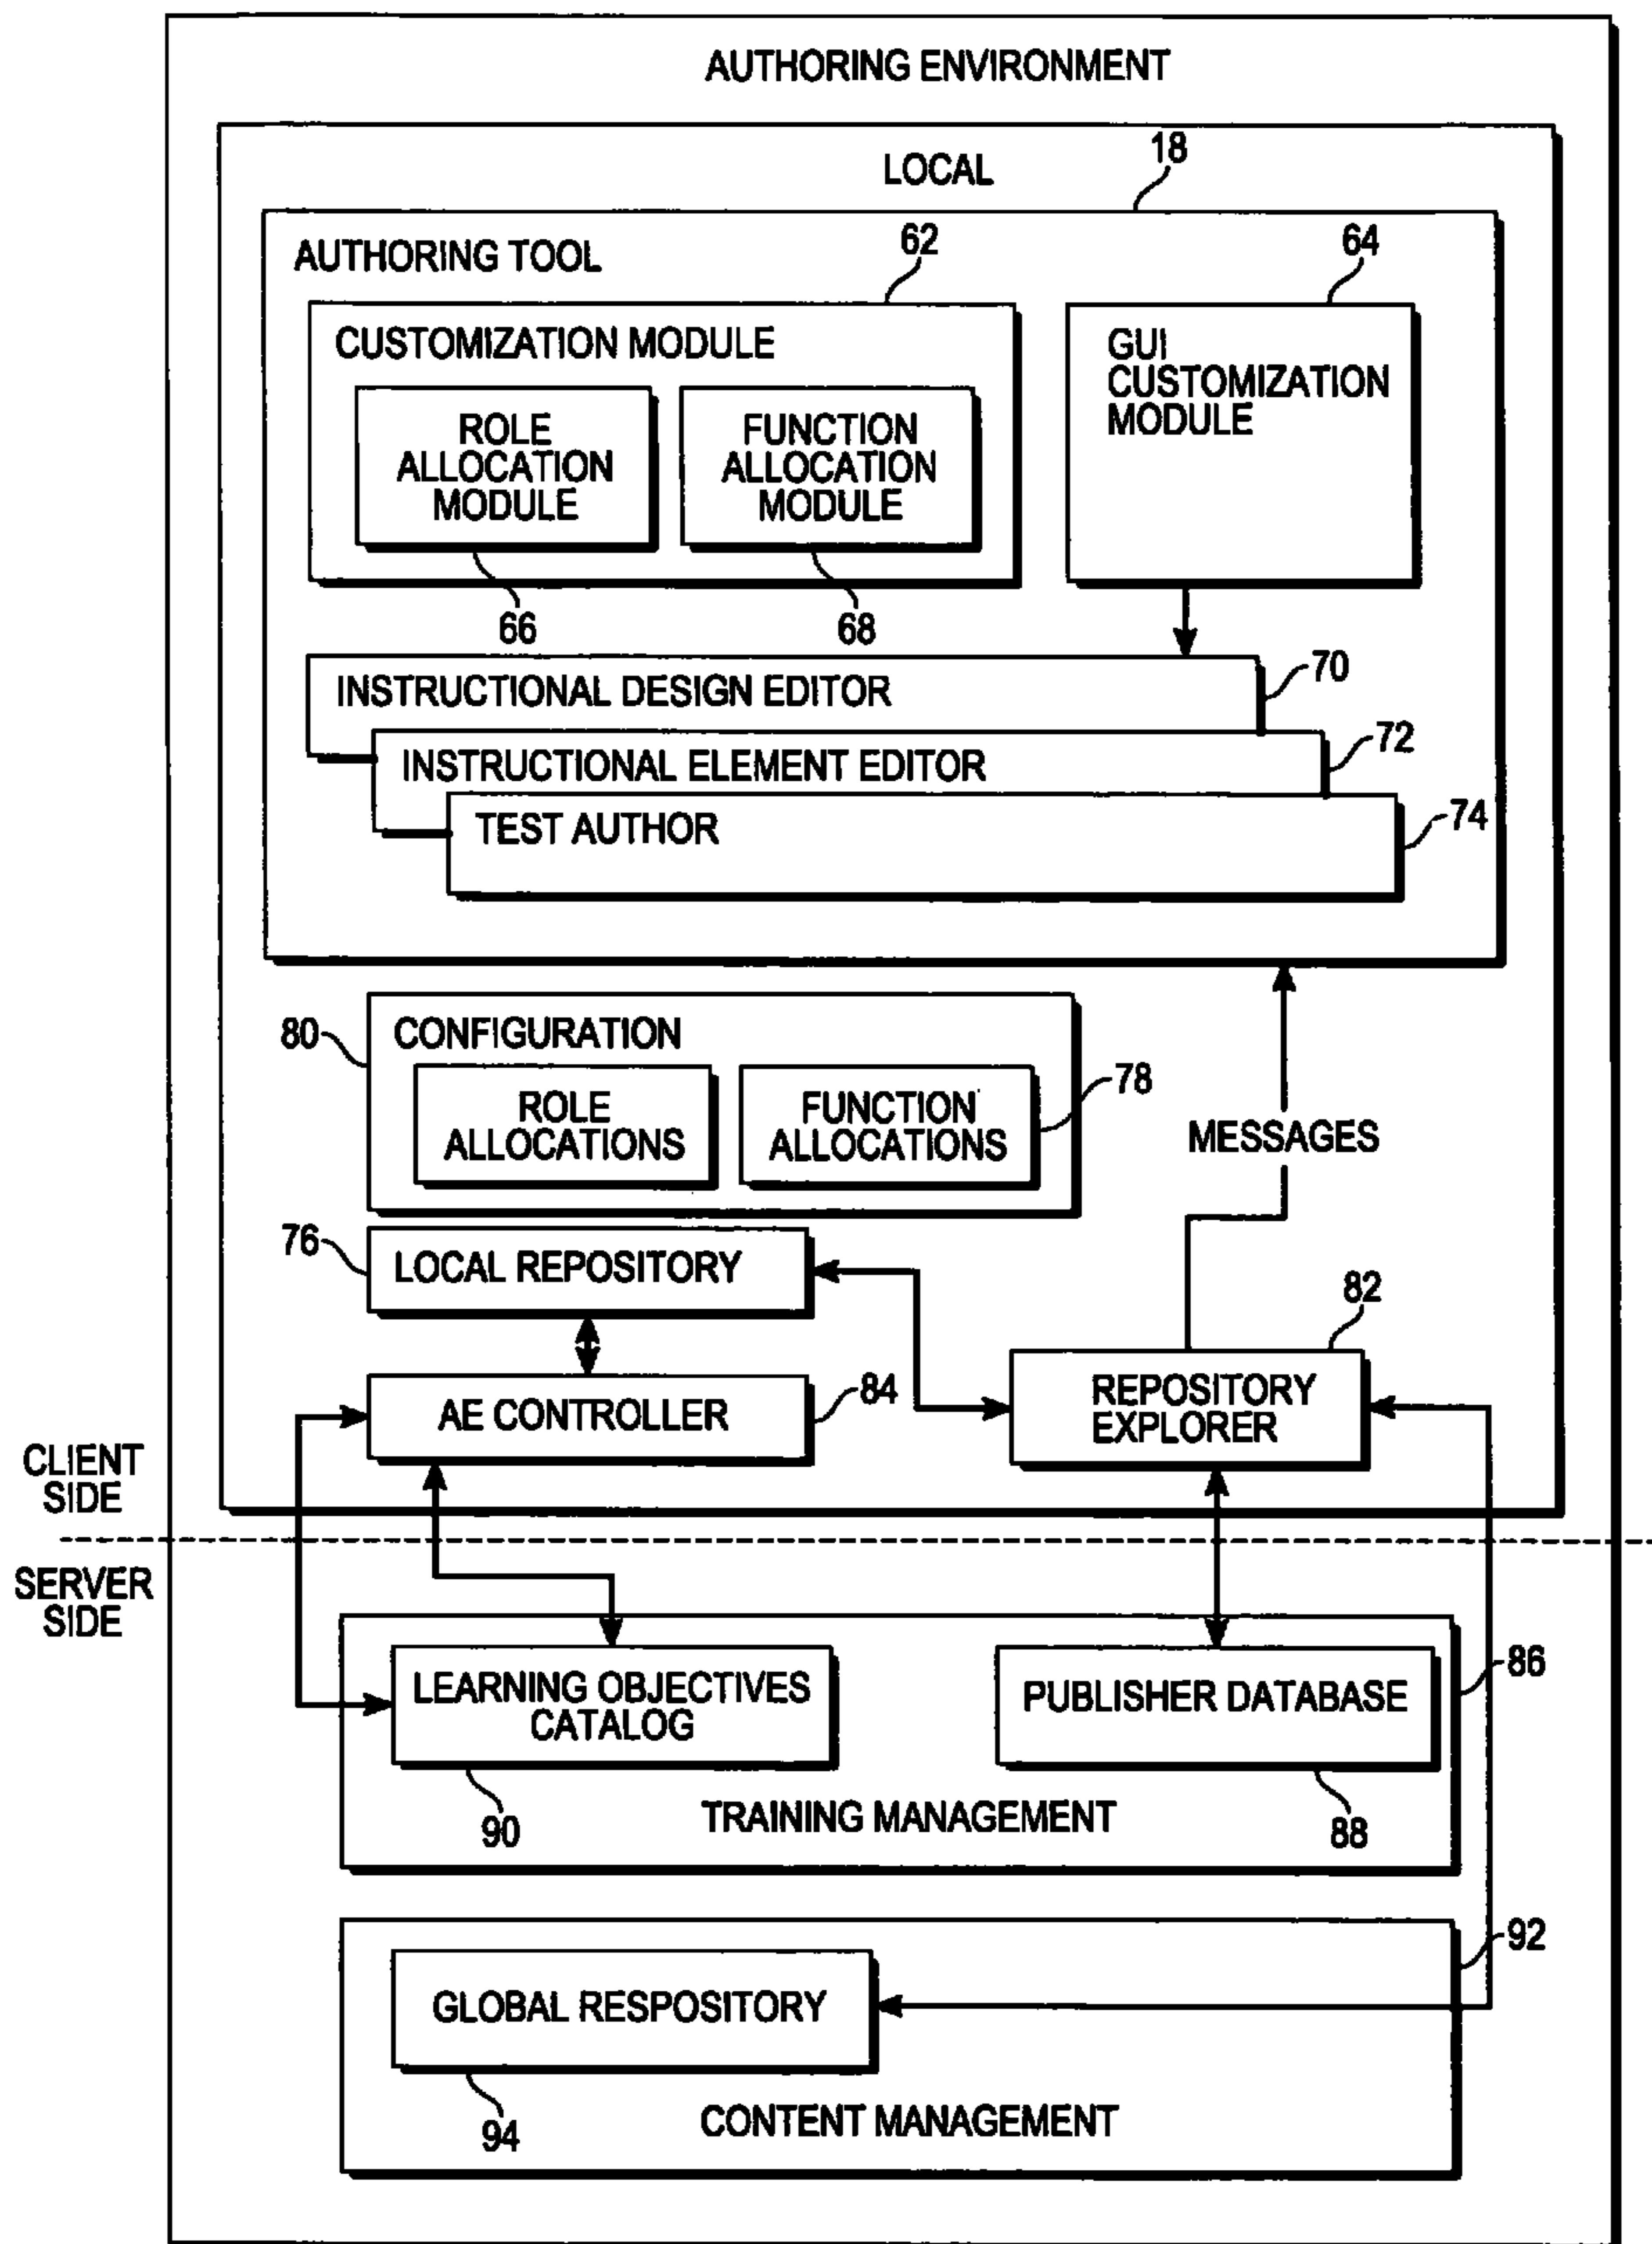 AUTHORING ENVIRONMENT
LOCAL
18
AUTHORING TOOL
62
64
CUSTOMIZATION MODULE
GUI
CUSTOMIZATION
MODULE
ROLE
ALLOCATION
MODULE
FUNCTION
ALLOCATION
MODULE
66
68
INSTRUCTIONAL DESIGN EDITOR
70
INSTRUCTIONAL ELEMENT EDITOR
72
TEST AUTHOR
74
80
CONFIGURATION
ROLE
ALLOCATIONS
FUNCTION
ALLOCATIONS
78
MESSAGES
76
LOCAL REPOSITORY
82
AE CONTROLLER
84
REPOSITORY
EXPLORER
CLIENT
SIDE
SERVER
SIDE
LEARNING OBJECTIVES
CATALOG
PUBLISHER DATABASE
86
90
TRAINING MANAGEMENT
88
92
GLOBAL RESPOSITORY
94
CONTENT MANAGEMENT